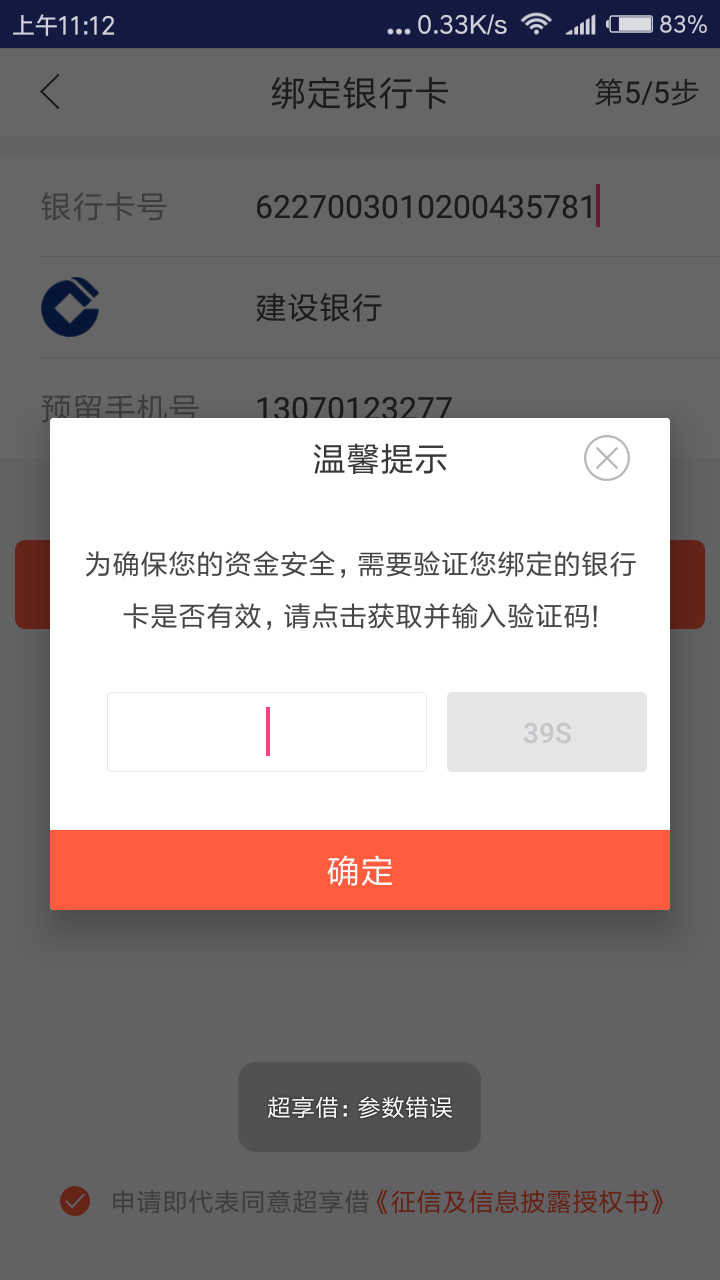 上午11:12 ... 0.33K/s 83%
绑定银行卡 第5/5步
银行卡号 6227003010200435781
建设银行
预留手机号 13070123277
温馨提示
为确保您的资金安全,需要验证您绑定的银行
卡是否有效,请点击获取并输入验证码!
39S
确定
超享借:参数错误
申请即代表同意超享借《征信及信息披露授权书》